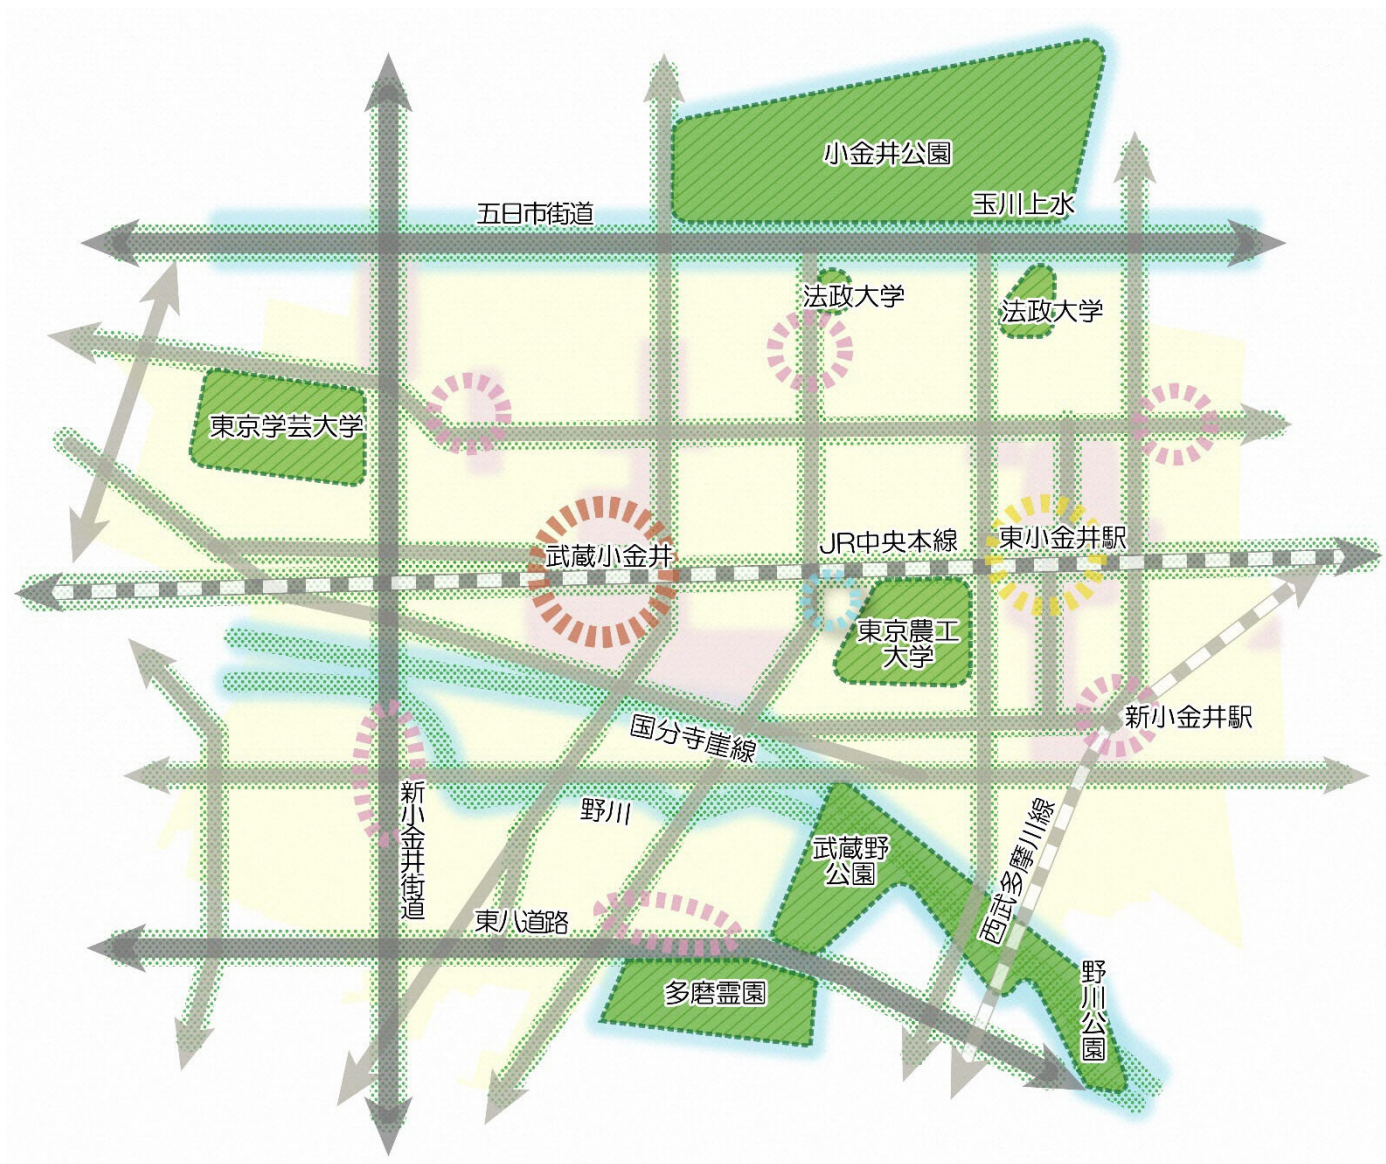 小金井公園
玉川上水
五日市街道
法政大学
法政大学
東京学芸大学
JR中央本線
東小金井駅
武蔵小金井
東京農工
大学
新小金井駅
国分寺崖線
新小金井街道
野川
武蔵野
公園
西武多摩川線
東八道路
多磨霊園
野川公園